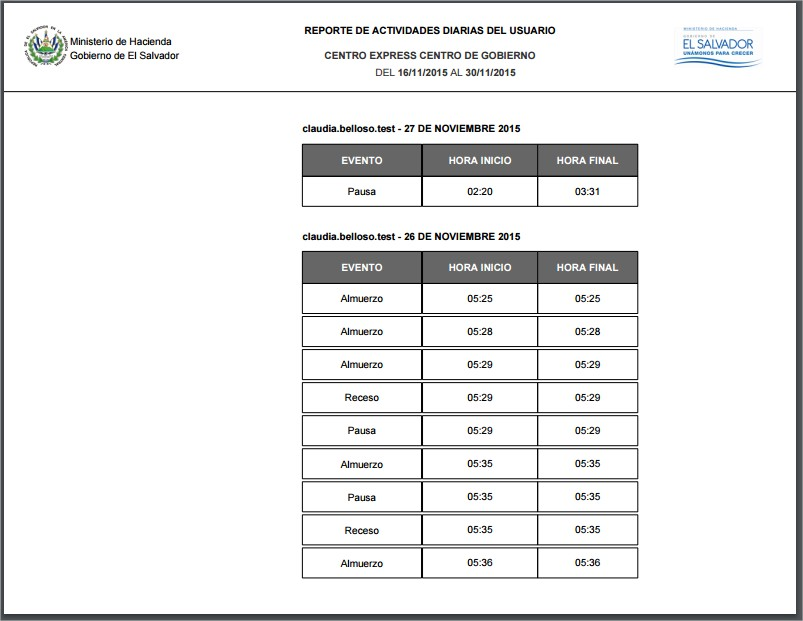 Ministerio de Hacienda
Gobierno de El Salvador
REPORTE DE ACTIVIDADES DIARIAS DEL USUARIO
CENTRO EXPRESS CENTRO DE GOBIERNO
DEL 16/11/2015 AL 30/11/2015
MINISTERIO DE HACIENDA
GOBIERNO DE
EL SALVADOR
UNÁMONOS PARA CRECER
claudia.belloso.test - 27 DE NOVIEMBRE 2015
EVENTO HORA INICIO HORA FINAL
Pausa 02:20 03:31
claudia.belloso.test - 26 DE NOVIEMBRE 2015
EVENTO HORA INICIO HORA FINAL
Almuerzo 05:25 05:25
Almuerzo 05:28 05:28
Almuerzo 05:29 05:29
Receso 05:29 05:29
Pausa 05:29 05:29
Almuerzo 05:35 05:35
Pausa 05:35 05:35
Receso 05:35 05:35
Almuerzo 05:36 05:36